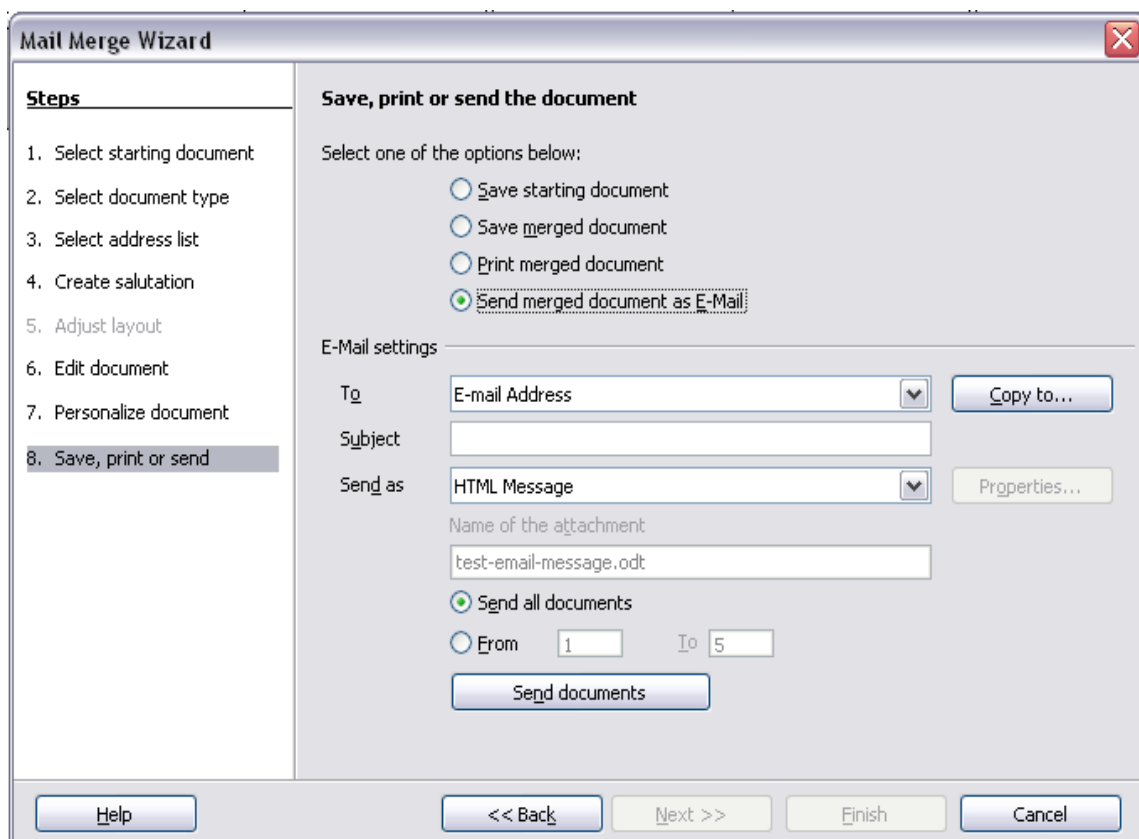 Mail Merge Wizard
Steps
1. Select starting document
2. Select document type
3. Select address list
4. Create salutation
5. Adjust layout
6. Edit document
7. Personalize document
8. Save, print or send
Save, print or send the document
Select one of the options below:
Save starting document
Save merged document
Print merged document
Send merged document as E-Mail
E-Mail settings
To E-mail Address Copy to...
Subject
Send as HTML Message Properties...
Name of the attachment
test-email-message.odt
Send all documents
From 1 To 5
Send documents
Help << Back Next >> Finish Cancel